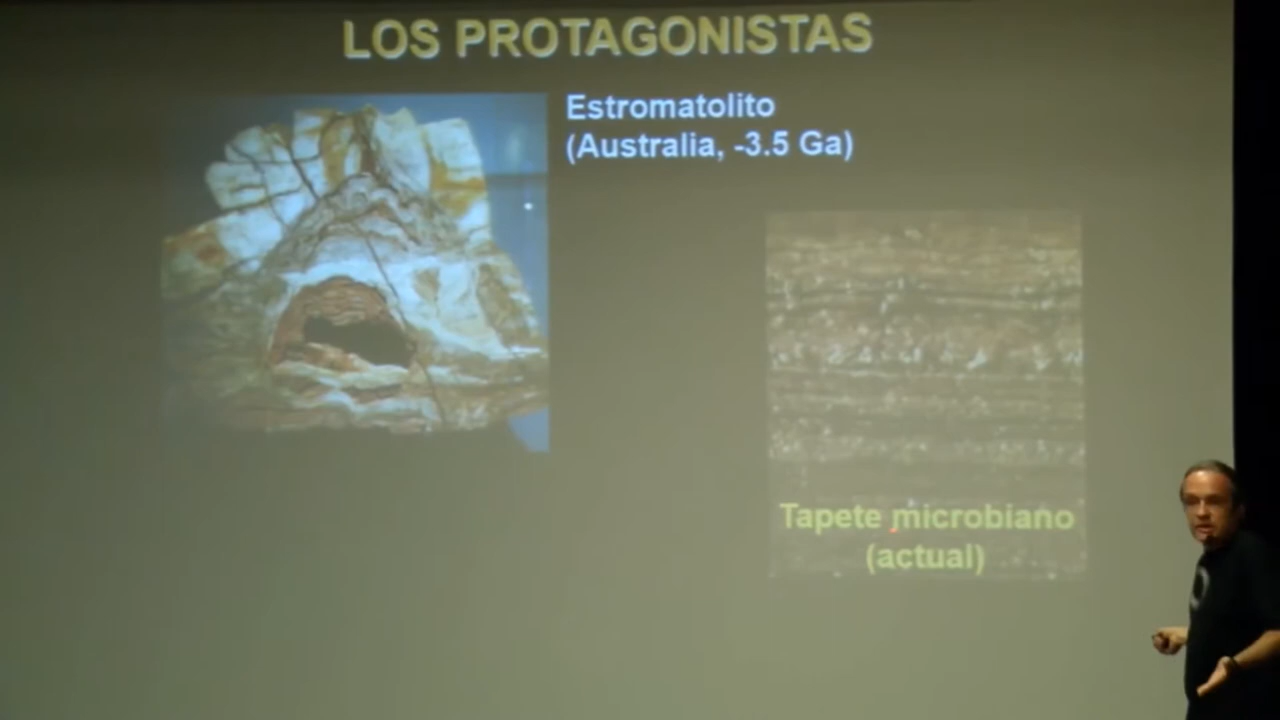 LOS PROTAGONISTAS
Estromatolito
(Australia, -3.5 Ga)
Tapete microbiano
(actual)